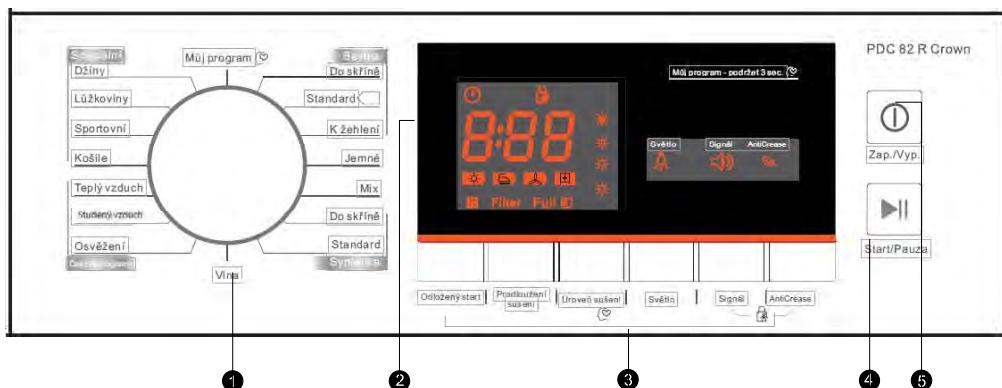 Můj program
Džíny
Lůžkoviny
Sportovní
Košile
Teplý vzduch
Studený vzduch
Osvěžení
Bavlna
Do skříně
Standard
K žehlení
Jemné
Mix
Do skříně
Standard
Syntetika
Vlna
8:88
Filter Full
Můj program - podržet 3 sec.
Světlo Signál AntiCrease
Odložený start
Prodloužení
sušení
Úroveň sušení
Světlo
Signál
AntiCrease
PDC 82 R Crown
Zap./Vyp.
Start/Pauza
1 2 3 4 5